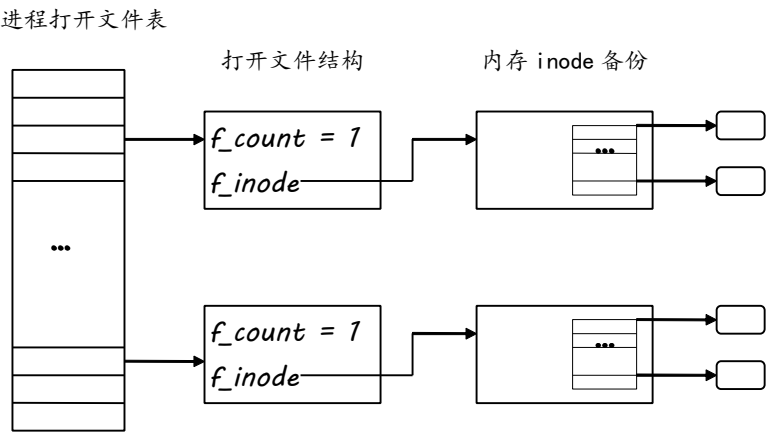 进程打开文件表
打开文件结构
内存 inode 备份
f_count = 1
f_inode
...
...
f_count = 1
f_inode
...
...